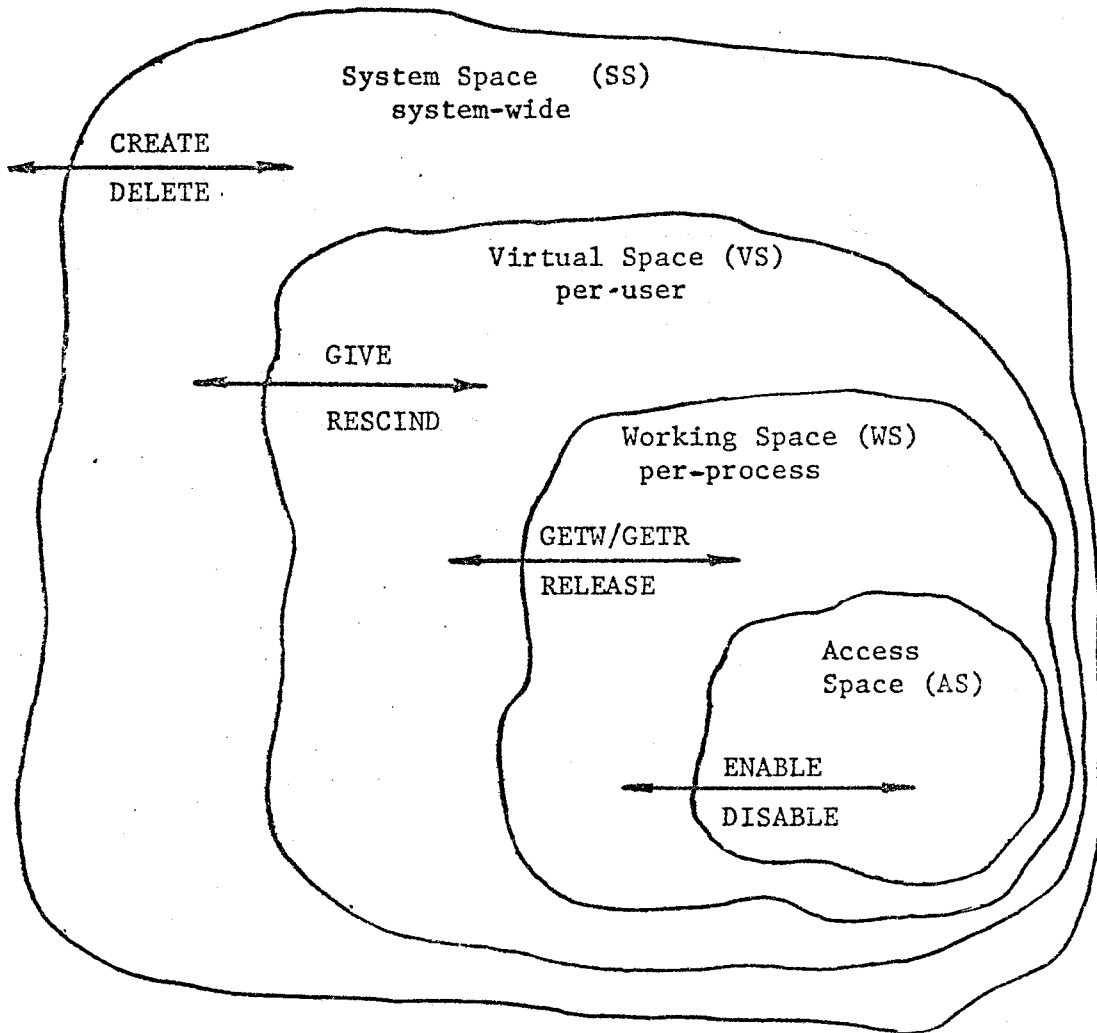 System Space (SS)
system-wide
CREATE
DELETE
Virtual Space (VS)
per-user
GIVE
RESCIND
Working Space (WS)
per-process
GETW/GETR
RELEASE
Access
Space (AS)
ENABLE
DISABLE